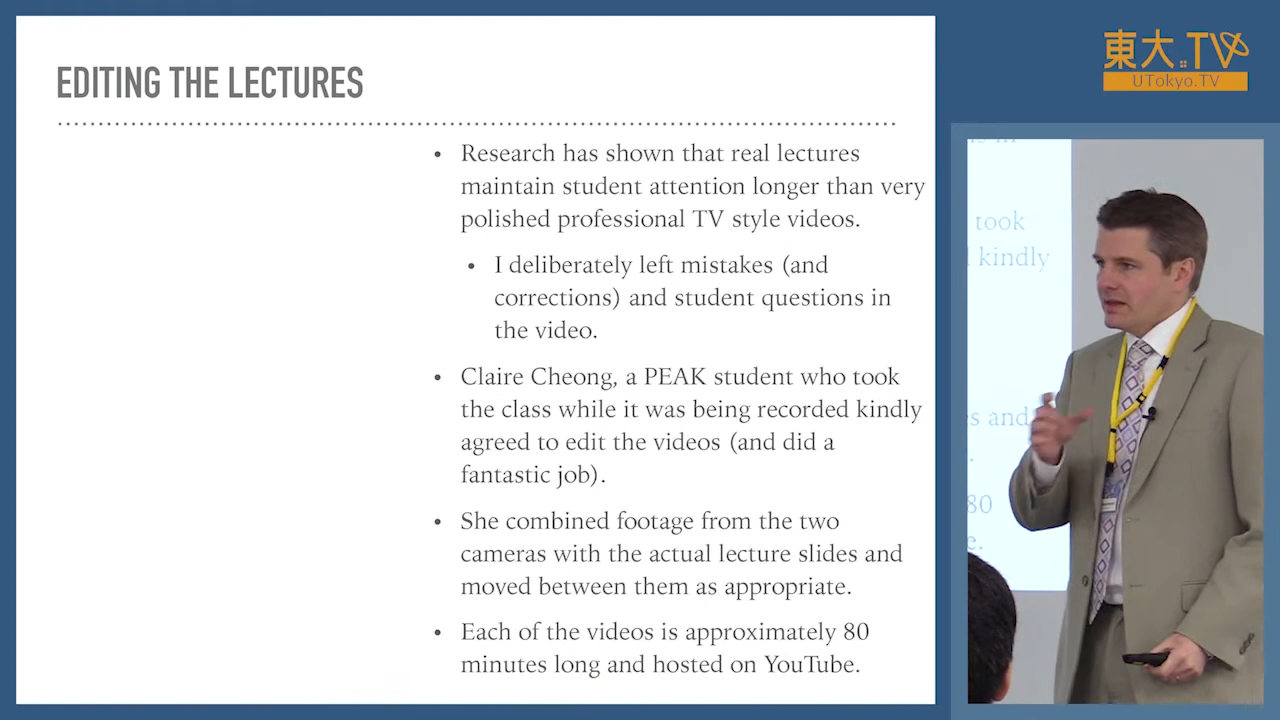 EDITING THE LECTURES
• Research has shown that real lectures
maintain student attention longer than very
polished professional TV style videos.
• I deliberately left mistakes (and
corrections) and student questions in
the video.
• Claire Cheong, a PEAK student who took
the class while it was being recorded kindly
agreed to edit the videos (and did a
fantastic job).
• She combined footage from the two
cameras with the actual lecture slides and
moved between them as appropriate.
• Each of the videos is approximately 80
minutes long and hosted on YouTube.
東大.TV
UTokyo.TV
took
kindly
s and
80
e.